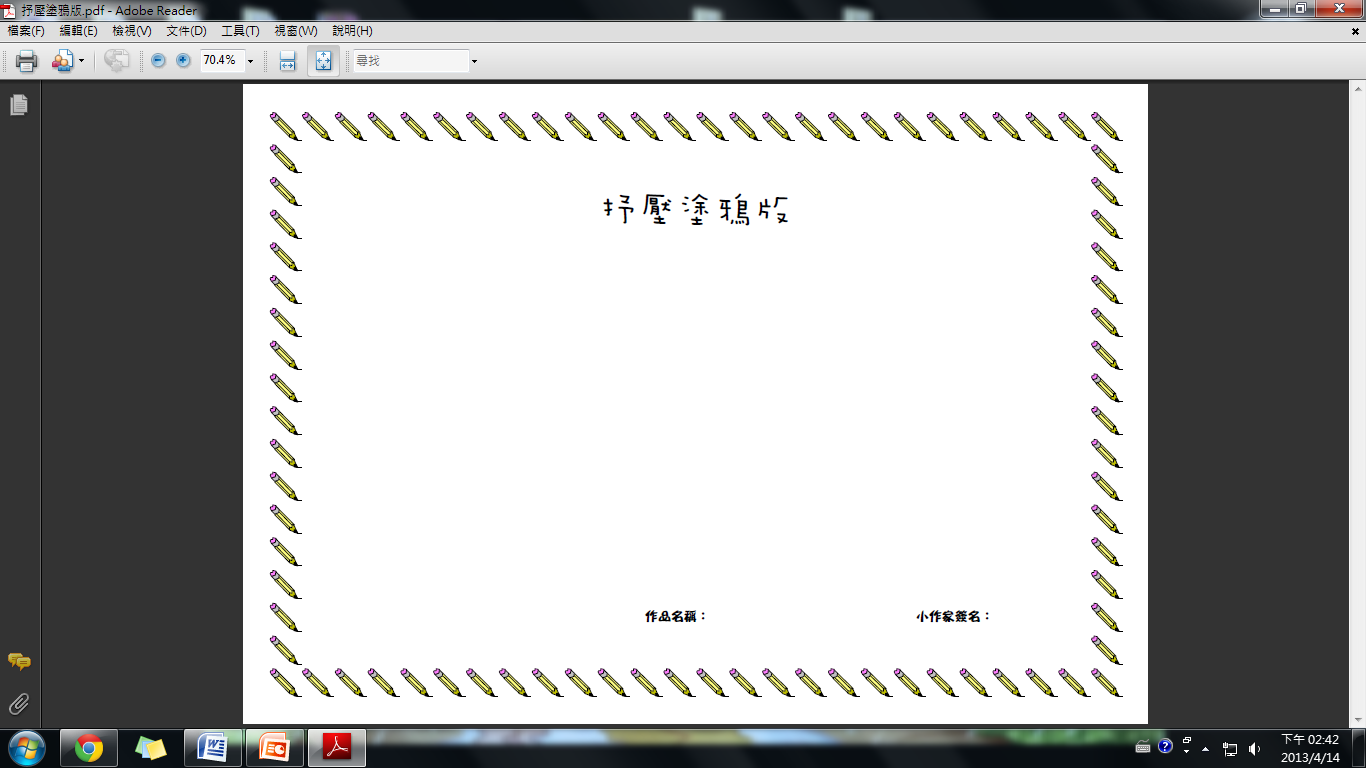 抒壓塗鴉版.pdf - Adobe Reader
檔案(F) 編輯(E) 檢視(V) 文件(D) 工具(T) 視窗(W) 說明(H)
70.4% 尋找
抒壓塗鴉版
作品名稱： 小作家簽名：
下午 02:42
2013/4/14